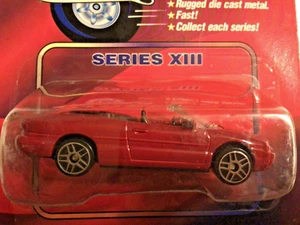 ★Rugged die cast metal.
★Fast!
★Collect each series!
SERIES XIII